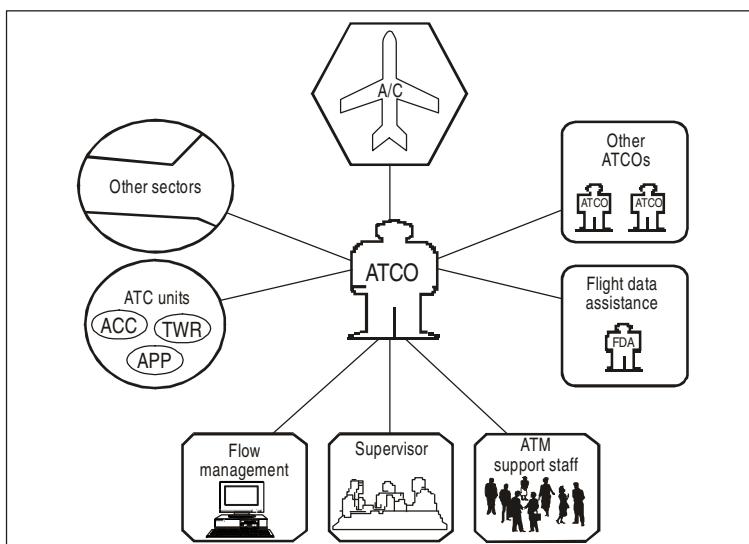 A/C
Other sectors
Other
ATCOs
ATCO
ATCO
ATCO
ATC units
ACC
TWR
APP
Flight data
assistance
FDA
Flow
management
Supervisor
ATM
support staff